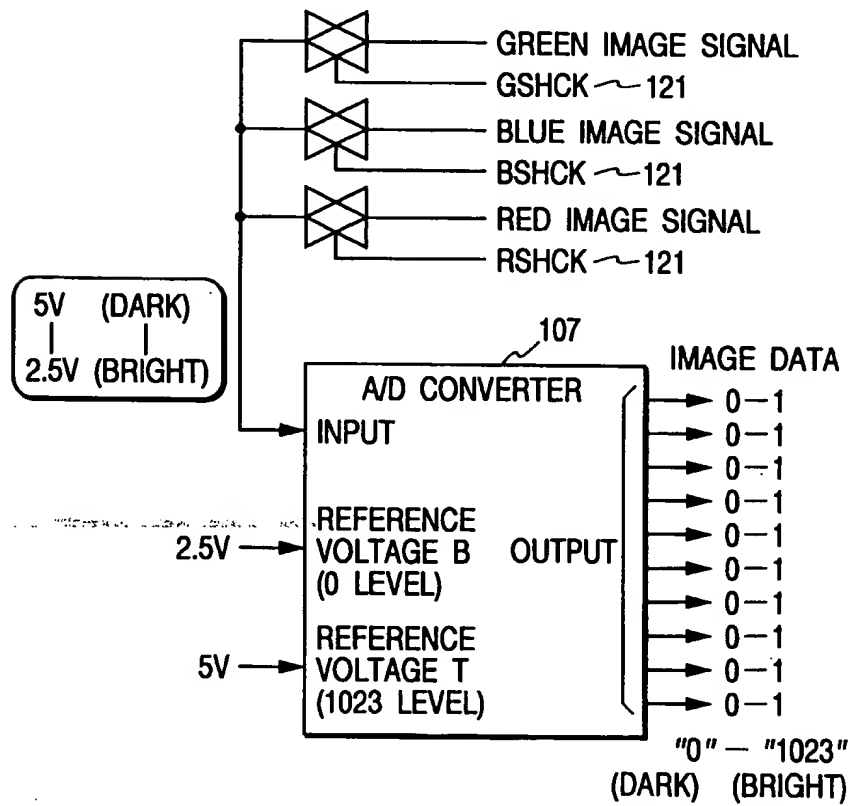 GREEN IMAGE SIGNAL
GSHCK 121
BLUE IMAGE SIGNAL
BSHCK 121
RED IMAGE SIGNAL
RSHCK 121
5V (DARK)
2.5V (BRIGHT)
107
IMAGE DATA
A/D CONVERTER
INPUT
REFERENCE
VOLTAGE B
(0 LEVEL)
2.5V
OUTPUT
REFERENCE
VOLTAGE T
(1023 LEVEL)
5V
0–1
0–1
0–1
0–1
0–1
0–1
0–1
0–1
0–1
0–1
"0" – "1023"
(DARK) (BRIGHT)